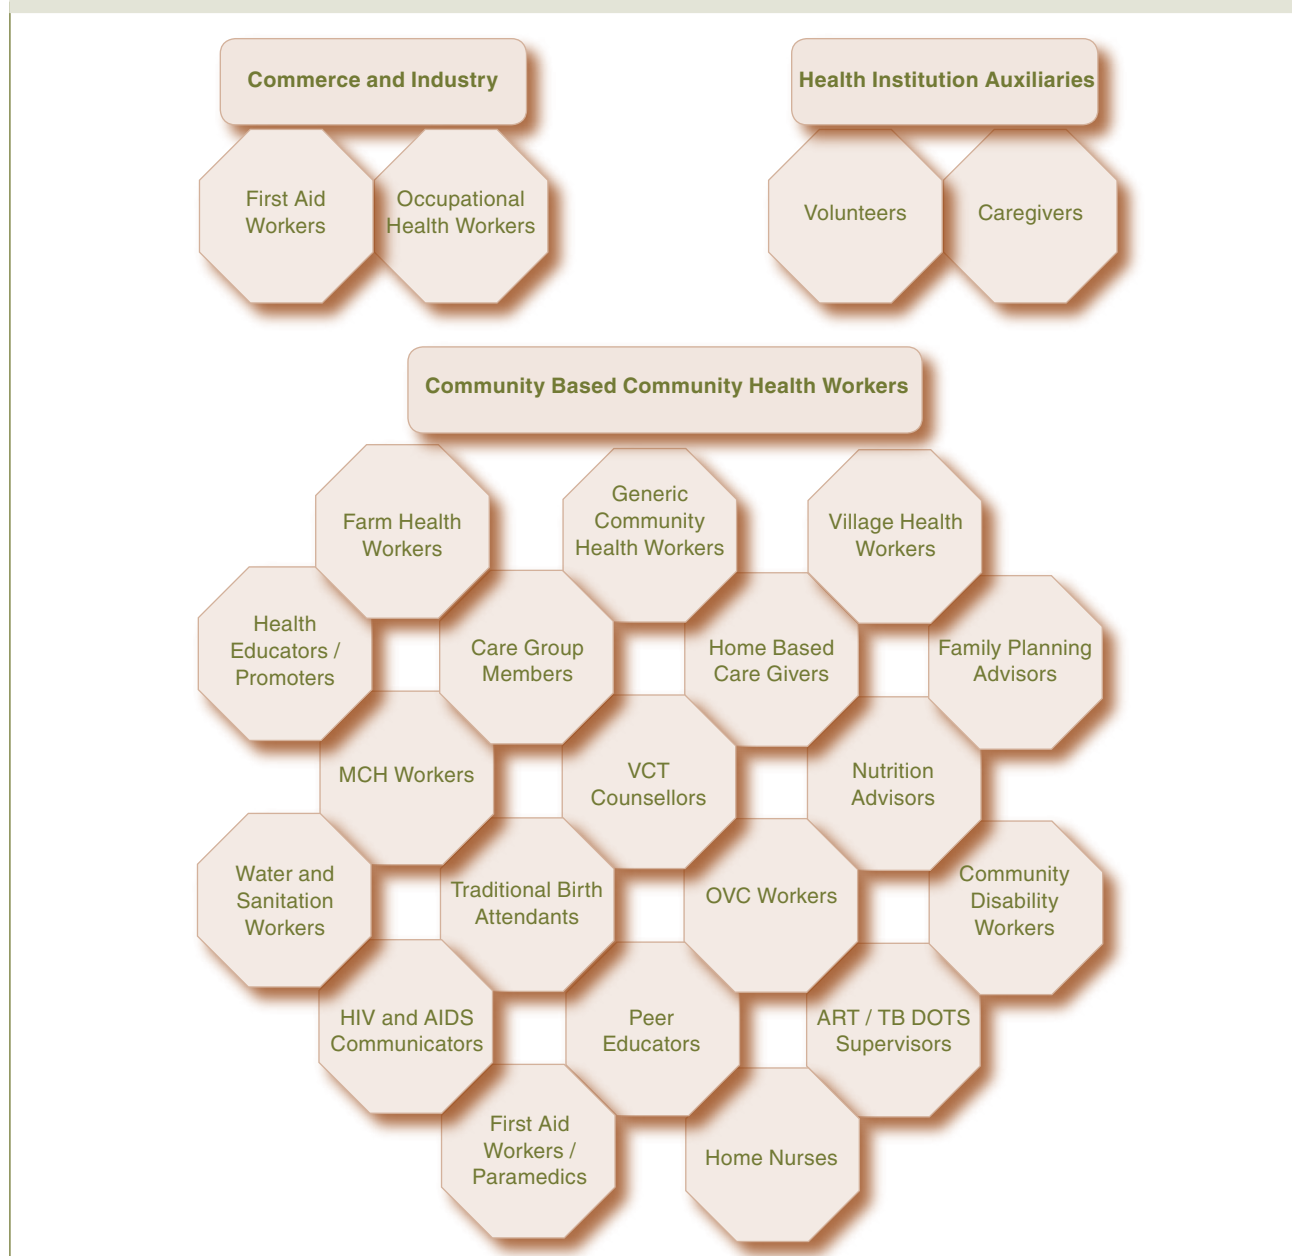 Commerce and Industry
Health Institution Auxiliaries
First Aid
Workers
Occupational
Health Workers
Volunteers
Caregivers
Community Based Community Health Workers
Farm Health
Workers
Generic
Community
Health Workers
Village Health
Workers
Health
Educators /
Promoters
Care Group
Members
Home Based
Care Givers
Family Planning
Advisors
MCH Workers
VCT
Counsellors
Nutrition
Advisors
Water and
Sanitation
Workers
Traditional Birth
Attendants
OVC Workers
Community
Disability
Workers
HIV and AIDS
Communicators
Peer
Educators
ART / TB DOTS
Supervisors
First Aid
Workers /
Paramedics
Home Nurses